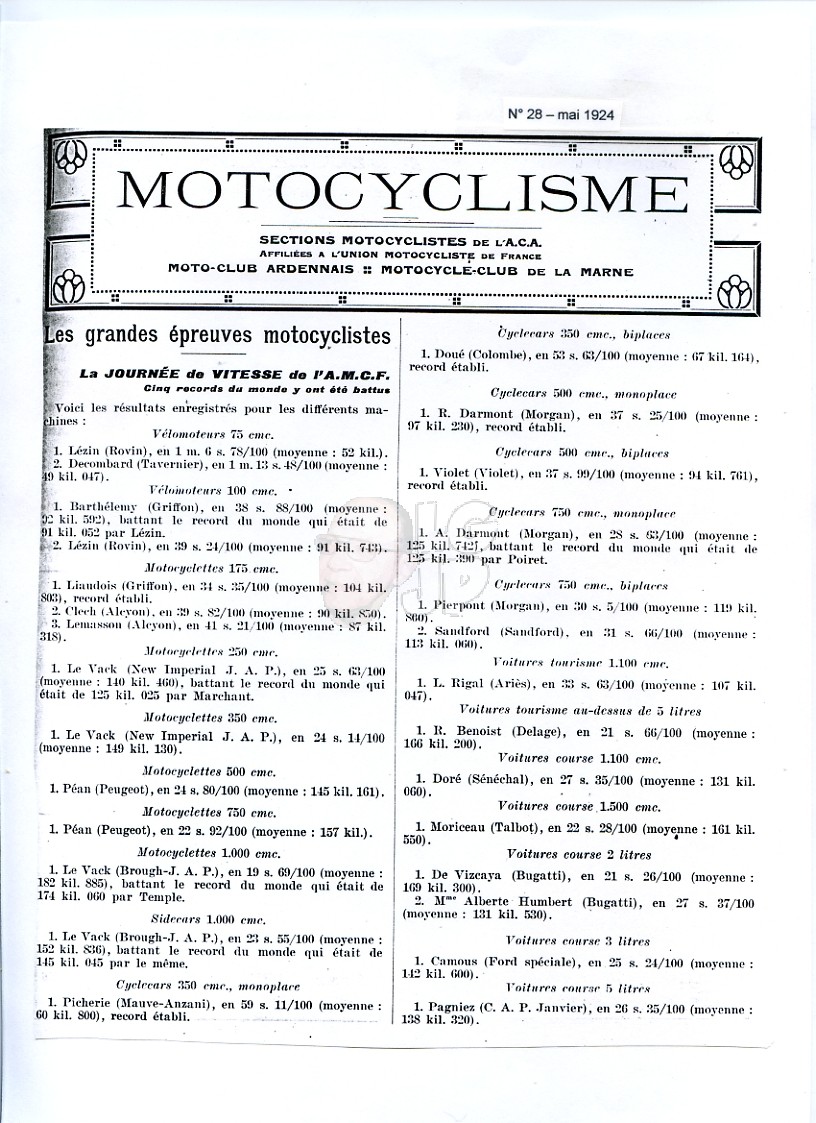 N° 28 – mai 1924
MOTOCYCLISME
SECTIONS MOTOCYCLISTES DE L'A.C.A.
AFFILIÉES A L'UNION MOTOCYCLISTE DE FRANCE
MOTO-CLUB ARDENNAIS :: MOTOCYCLE-CLUB DE LA MARNE
Les grandes épreuves motocyclistes
La JOURNÉE de VITESSE de l'A.M.C.F.
Cinq records du monde y ont été battus
Voici les résultats enregistrés pour les différents ma-
chines :
Vélomoteurs 75 cmc.
1. Lézin (Rovin), en 1 m. 6 s. 78/100 (moyenne : 52 kil.).
2. Decombard (Tavernier), en 1 m. 13 s. 48/100 (moyenne :
49 kil. 047).
Vélomoteurs 100 cmc.
1. Barthélemy (Griffon), en 38 s. 88/100 (moyenne :
92 kil. 592), battant le record du monde qui était de
91 kil. 052 par Lézin.
2. Lézin (Rovin), en 39 s. 24/100 (moyenne : 91 kil. 743).
Motocyclettes 175 cmc.
1. Liaudois (Griffon), en 34 s. 35/100 (moyenne : 104 kil.
803), record établi.
2. Clech (Alcyon), en 39 s. 82/100 (moyenne : 90 kil. 850).
3. Lemasson (Alcyon), en 41 s. 21/100 (moyenne : 87 kil.
318).
Motocyclettes 250 cmc.
1. Le Vack (New Imperial J. A. P.), en 25 s. 63/100
(moyenne : 140 kil. 460), battant le record du monde qui
était de 125 kil. 025 par Marchant.
Motocyclettes 350 cmc.
1. Le Vack (New Imperial J. A. P.), en 24 s. 14/100
(moyenne : 149 kil. 130).
Motocyclettes 500 cmc.
1. Péan (Peugeot), en 24 s. 80/100 (moyenne : 145 kil. 161).
Motocyclettes 750 cmc.
1. Péan (Peugeot), en 22 s. 92/100 (moyenne : 157 kil.).
Motocyclettes 1.000 cmc.
1. Le Vack (Brough-J. A. P.), en 19 s. 69/100 (moyenne :
182 kil. 885), battant le record du monde qui était de
174 kil. 060 par Temple.
Sidecars 1.000 cmc.
1. Le Vack (Brough-J. A. P.), en 23 s. 55/100 (moyenne :
152 kil. 836), battant le record du monde qui était de
145 kil. 045 par le même.
Cyclecars 350 cmc., monoplace
1. Picherie (Mauve-Anzani), en 59 s. 11/100 (moyenne :
60 kil. 800), record établi.
Cyclecars 350 cmc., biplaces
1. Doué (Colombe), en 53 s. 63/100 (moyenne : 67 kil. 164),
record établi.
Cyclecars 500 cmc., monoplace
1. R. Darmont (Morgan), en 37 s. 25/100 (moyenne :
97 kil. 230), record établi.
Cyclecars 500 cmc., biplaces
1. Violet (Violet), en 37 s. 99/100 (moyenne : 94 kil. 761),
record établi.
Cyclecars 750 cmc., monoplace
1. A. Darmont (Morgan), en 28 s. 63/100 (moyenne :
125 kil. 742), battant le record du monde qui était de
125 kil. 390 par Poiret.
Cyclecars 750 cmc., biplaces
1. Pierpont (Morgan), en 30 s. 5/100 (moyenne : 119 kil.
860).
2. Sandford (Sandford), en 31 s. 66/100 (moyenne :
113 kil. 060).
Voitures tourisme 1.100 cmc.
1. L. Rigal (Ariès), en 33 s. 63/100 (moyenne : 107 kil.
047).
Voitures tourisme au-dessus de 5 litres
1. R. Benoist (Delage), en 21 s. 66/100 (moyenne :
166 kil. 200).
Voitures course 1.100 cmc.
1. Doré (Sénéchal), en 27 s. 35/100 (moyenne : 131 kil.
060).
Voitures course 1.500 cmc.
1. Moriceau (Talbot), en 22 s. 28/100 (moyenne : 161 kil.
550).
Voitures course 2 litres
1. De Vizcaya (Bugatti), en 21 s. 26/100 (moyenne :
169 kil. 300).
2. Mme Alberte Humbert (Bugatti), en 27 s. 37/100
(moyenne : 131 kil. 530).
Voitures course 3 litres
1. Camous (Ford spéciale), en 25 s. 24/100 (moyenne :
142 kil. 600).
Voitures course 5 litres
1. Pagniez (C. A. P. Janvier), en 26 s. 35/100 (moyenne :
138 kil. 320).